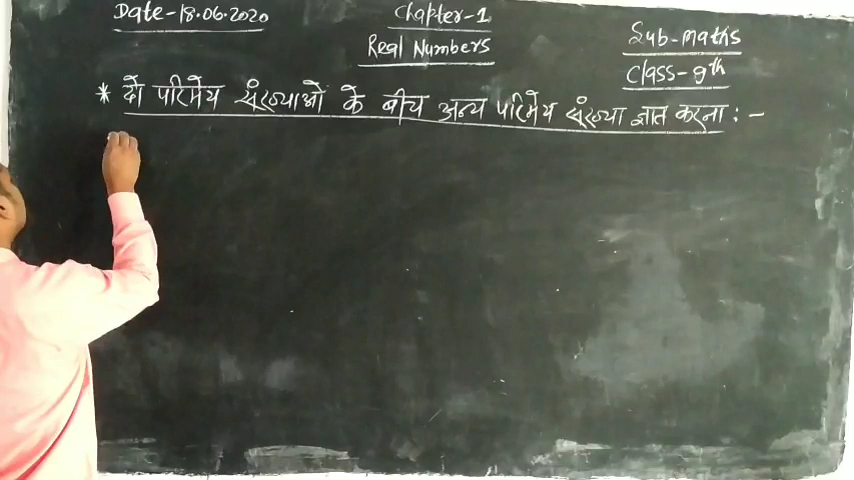 Date-18.06.2020
Chapter-1
Real Numbers
Sub-maths
Class-9th
* दो परिमेय संख्याओ के बीच अन्य परिमेय संख्या ज्ञात करना : -